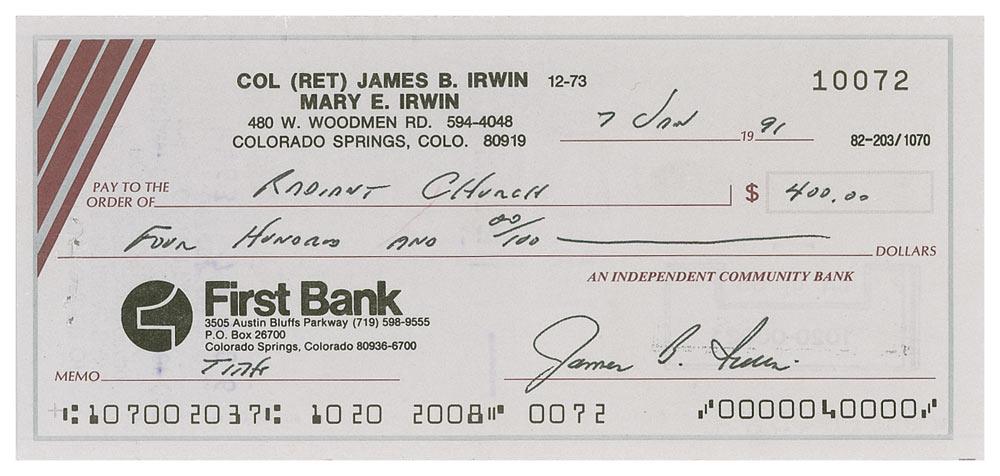 COL (RET) JAMES B. IRWIN 12-73 10072
MARY E. IRWIN
480 W. WOODMEN RD. 594-4048
COLORADO SPRINGS, COLO. 80919
7 JAN 19 91 82-203/1070
PAY TO THE
ORDER OF RADIANT CHURCH $ 400.00
FOUR HUNDRED AND 00/100 DOLLARS
AN INDEPENDENT COMMUNITY BANK
First Bank
3505 Austin Bluffs Parkway (719) 598-9555
P.O. Box 26700
Colorado Springs, Colorado 80936-6700
James B. Irwin
MEMO TITHE
⑆107002037⑆ 1020 2008⑈ 0072 ⑈0000040000⑈